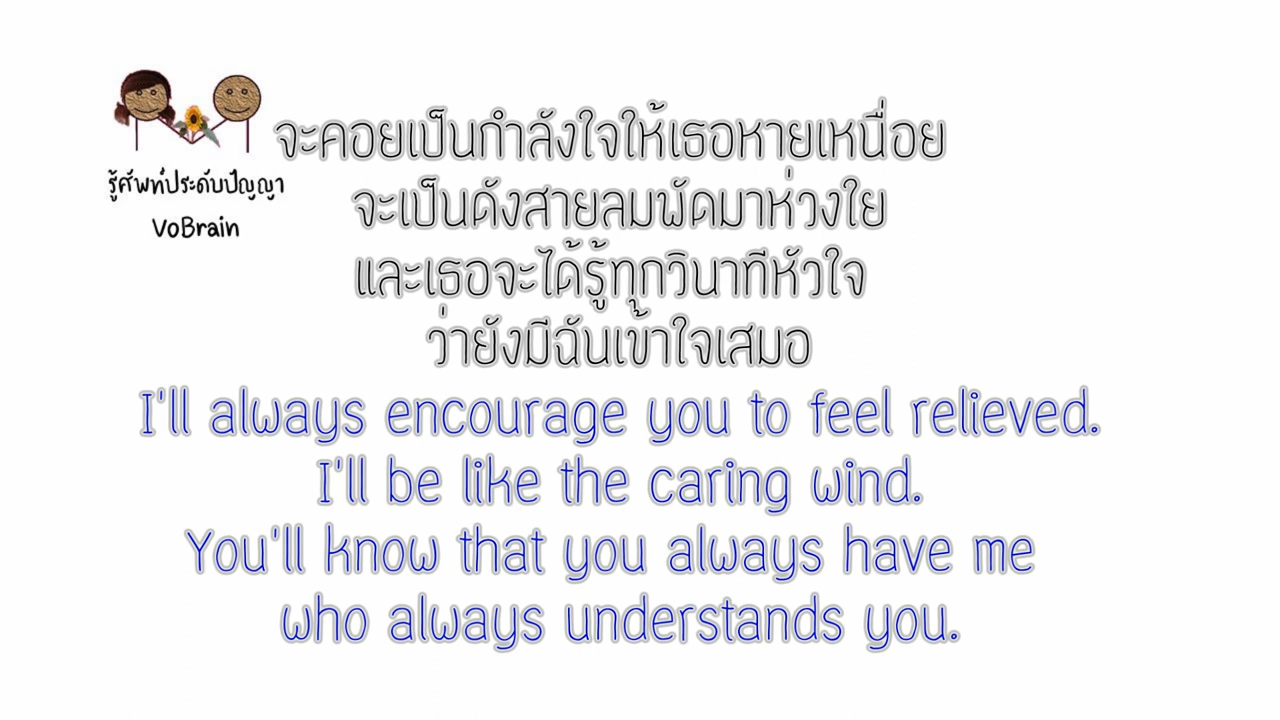 รู้ศัพท์ประดับปัญญา
VoBrain
จะคอยเป็นกำลังใจให้เธอหายเหนื่อย
จะเป็นดังสายลมพัดมาห่วงใย
และเธอจะได้รู้ทุกวินาทีหัวใจ
ว่ายังมีฉันเข้าใจเสมอ
I'll always encourage you to feel relieved.
I'll be like the caring wind.
You'll know that you always have me
who always understands you.